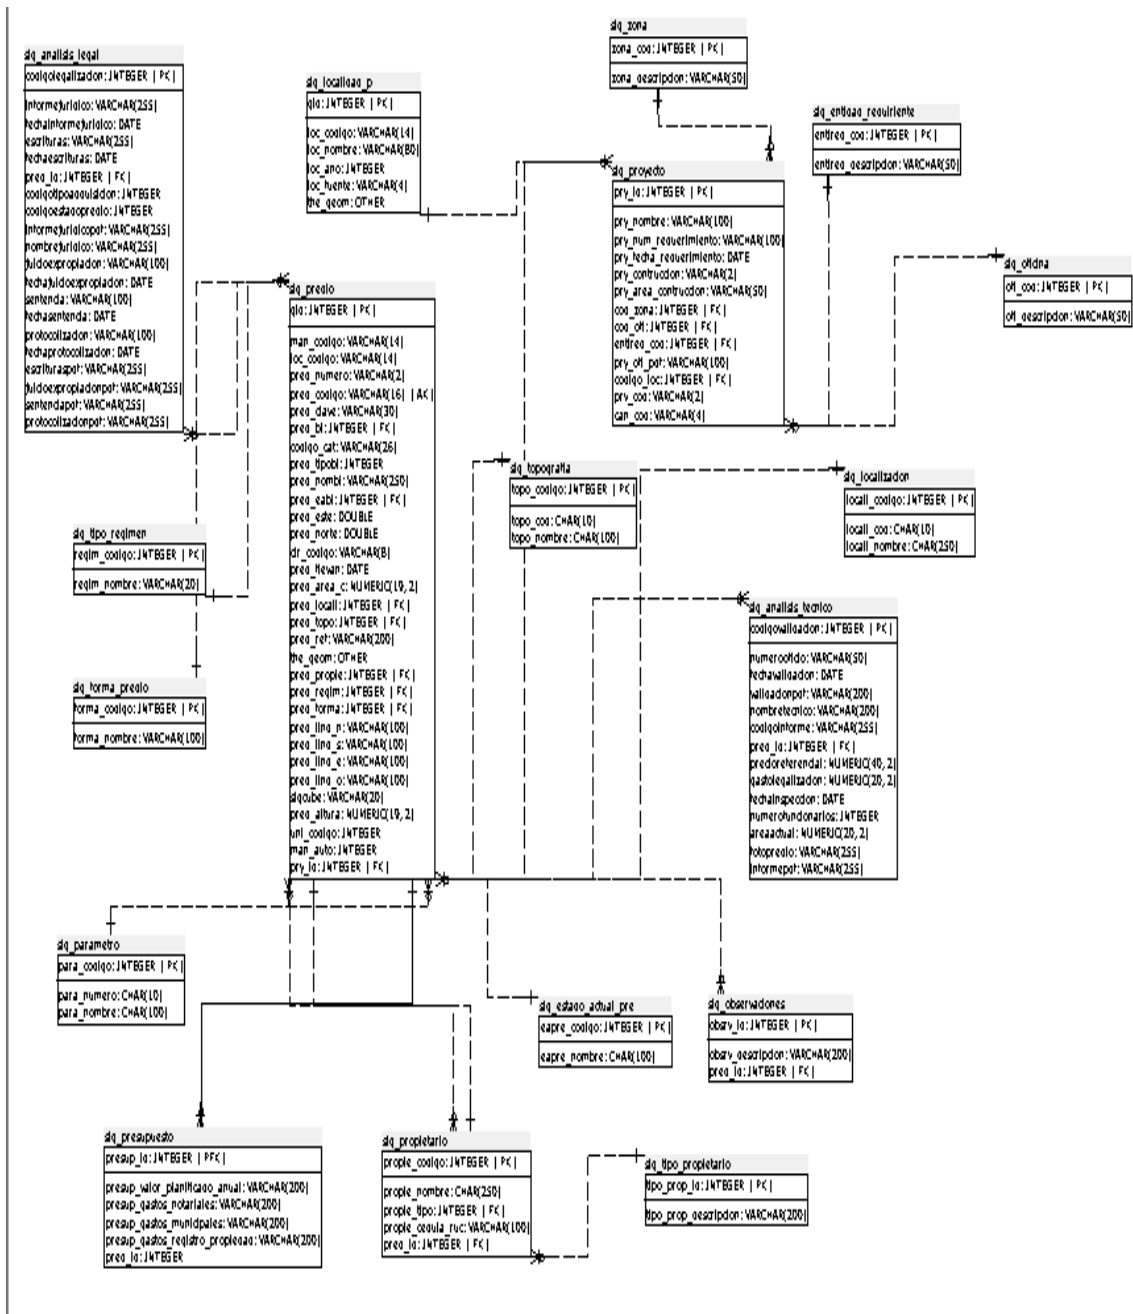 sig_analisis_legal
codigolegalizacion: INTEGER [ PK ]
informejuridico: VARCHAR(255)
fechainformejuridico: DATE
escrituras: VARCHAR(255)
fechaescrituras: DATE
pred_id: INTEGER [ FK ]
codigotipoadquisicion: INTEGER
codigoestadopredio: INTEGER
informejuridicopat: VARCHAR(255)
nombrejuridico: VARCHAR(255)
juicioexpropiacion: VARCHAR(100)
fechajuicioexpropiacion: DATE
sentencia: VARCHAR(100)
fechasentencia: DATE
protocolizacion: VARCHAR(100)
fechaprotocolizacion: DATE
escrituraspat: VARCHAR(255)
juicioexpropiacionpat: VARCHAR(255)
sentenciapat: VARCHAR(255)
protocolizacionpat: VARCHAR(255)
sig_localidad_p
gid: INTEGER [ PK ]
loc_codigo: VARCHAR(14)
loc_nombre: VARCHAR(80)
loc_ano: INTEGER
loc_fuente: VARCHAR(4)
the_geom: OTHER
sig_zona
zona_cod: INTEGER [ PK ]
zona_descripcion: VARCHAR(50)
sig_entidad_requiriente
entireq_cod: INTEGER [ PK ]
entireq_descripcion: VARCHAR(50)
sig_proyecto
pry_id: INTEGER [ PK ]
pry_nombre: VARCHAR(100)
pry_num_requerimiento: VARCHAR(100)
pry_fecha_requerimiento: DATE
pry_contruccion: VARCHAR(2)
pry_area_contruccion: VARCHAR(50)
cod_zona: INTEGER [ FK ]
cod_ofi: INTEGER [ FK ]
entireq_cod: INTEGER [ FK ]
pry_ofi_pat: VARCHAR(100)
codigo_loc: INTEGER [ FK ]
prv_cod: VARCHAR(2)
can_cod: VARCHAR(4)
sig_oficina
ofi_cod: INTEGER [ PK ]
ofi_descripcion: VARCHAR(50)
sig_predio
gid: INTEGER [ PK ]
man_codigo: VARCHAR(14)
loc_codigo: VARCHAR(14)
pred_numero: VARCHAR(2)
pred_codigo: VARCHAR(16) [ AK ]
pred_clave: VARCHAR(30)
pred_bi: INTEGER [ FK ]
codigo_cat: VARCHAR(26)
pred_tipobi: INTEGER
pred_nombi: VARCHAR(250)
pred_eabi: INTEGER [ FK ]
pred_este: DOUBLE
pred_norte: DOUBLE
dr_codigo: VARCHAR(8)
pred_flevan: DATE
pred_area_c: NUMERIC(19, 2)
pred_locali: INTEGER [ FK ]
pred_topo: INTEGER [ FK ]
pred_ref: VARCHAR(200)
the_geom: OTHER
pred_propie: INTEGER [ FK ]
pred_regim: INTEGER [ FK ]
pred_forma: INTEGER [ FK ]
pred_lind_n: VARCHAR(100)
pred_lind_s: VARCHAR(100)
pred_lind_e: VARCHAR(100)
pred_lind_o: VARCHAR(100)
sigcube: VARCHAR(20)
pred_altura: NUMERIC(19, 2)
uni_codigo: INTEGER
man_auto: INTEGER
pry_id: INTEGER [ FK ]
sig_topografia
topo_codigo: INTEGER [ PK ]
topo_cod: CHAR(10)
topo_nombre: CHAR(100)
sig_localizacion
locali_codigo: INTEGER [ PK ]
locali_cod: CHAR(10)
locali_nombre: CHAR(250)
sig_tipo_regimen
regim_codigo: INTEGER [ PK ]
regim_nombre: VARCHAR(20)
sig_forma_predio
forma_codigo: INTEGER [ PK ]
forma_nombre: VARCHAR(100)
sig_analisis_tecnico
codigovalidacion: INTEGER [ PK ]
numerooficio: VARCHAR(50)
fechavalidacion: DATE
validacionpat: VARCHAR(200)
nombretecnico: VARCHAR(200)
codigoinforme: VARCHAR(255)
pred_id: INTEGER [ FK ]
precioreferencial: NUMERIC(40, 2)
gastolegalizacion: NUMERIC(20, 2)
fechainspeccion: DATE
numerofuncionarios: INTEGER
areaactual: NUMERIC(20, 2)
fotopredio: VARCHAR(255)
informepat: VARCHAR(255)
sig_parametro
para_codigo: INTEGER [ PK ]
para_numero: CHAR(10)
para_nombre: CHAR(100)
sig_estado_actual_pre
eapre_codigo: INTEGER [ PK ]
eapre_nombre: CHAR(100)
sig_observaciones
observ_id: INTEGER [ PK ]
observ_descripcion: VARCHAR(200)
pred_id: INTEGER [ FK ]
sig_presupuesto
presup_id: INTEGER [ PFK ]
presup_valor_planificado_anual: VARCHAR(200)
presup_gastos_notariales: VARCHAR(200)
presup_gastos_municipales: VARCHAR(200)
presup_gastos_registro_propiedad: VARCHAR(200)
pred_id: INTEGER
sig_propietario
propie_codigo: INTEGER [ PK ]
propie_nombre: CHAR(250)
propie_tipo: INTEGER [ FK ]
propie_cedula_ruc: VARCHAR(100)
pred_id: INTEGER [ FK ]
sig_tipo_propietario
tipo_prop_id: INTEGER [ PK ]
tipo_prop_descripcion: VARCHAR(200)